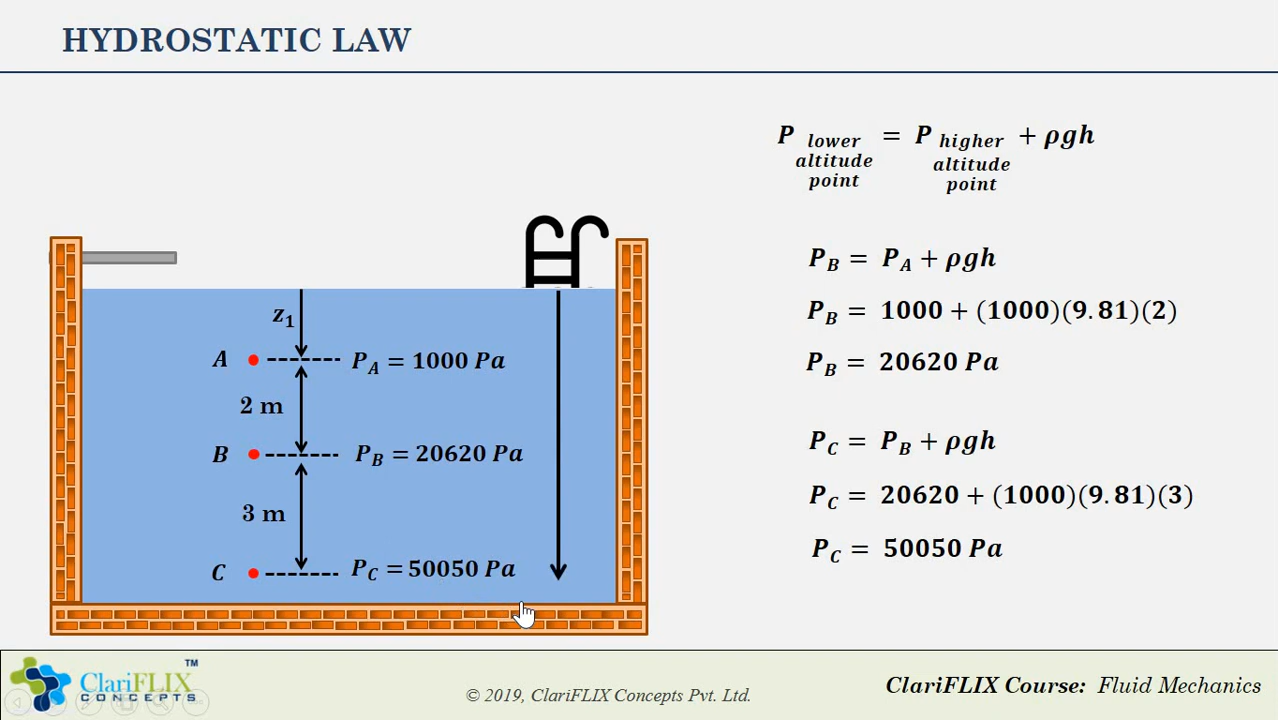 HYDROSTATIC LAW
P lower altitude point = P higher altitude point + ρgh
z₁
A P_A = 1000 Pa
2 m
B P_B = 20620 Pa
3 m
C P_C = 50050 Pa
P_B = P_A + ρgh
P_B = 1000 + (1000)(9.81)(2)
P_B = 20620 Pa
P_C = P_B + ρgh
P_C = 20620 + (1000)(9.81)(3)
P_C = 50050 Pa
ClariFLIX TM
CONCEPTS
© 2019, ClariFLIX Concepts Pvt. Ltd.
ClariFLIX Course: Fluid Mechanics